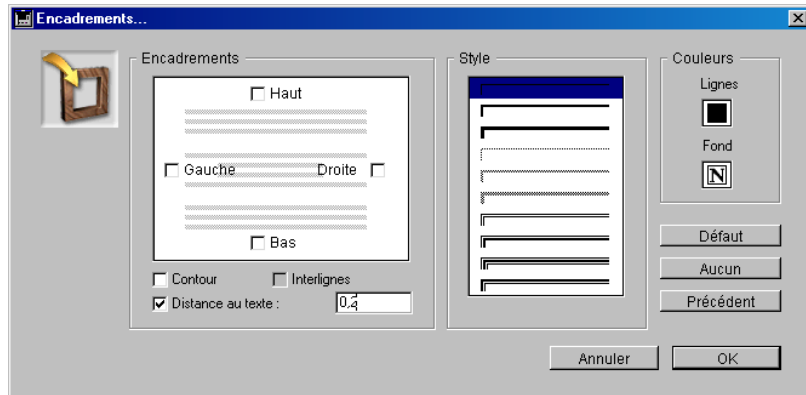 Encadrements...
Encadrements
Haut
Gauche
Droite
Bas
Contour
Interlignes
Distance au texte :
0,2
Style
Couleurs
Lignes
Fond
N
Défaut
Aucun
Précédent
Annuler
OK